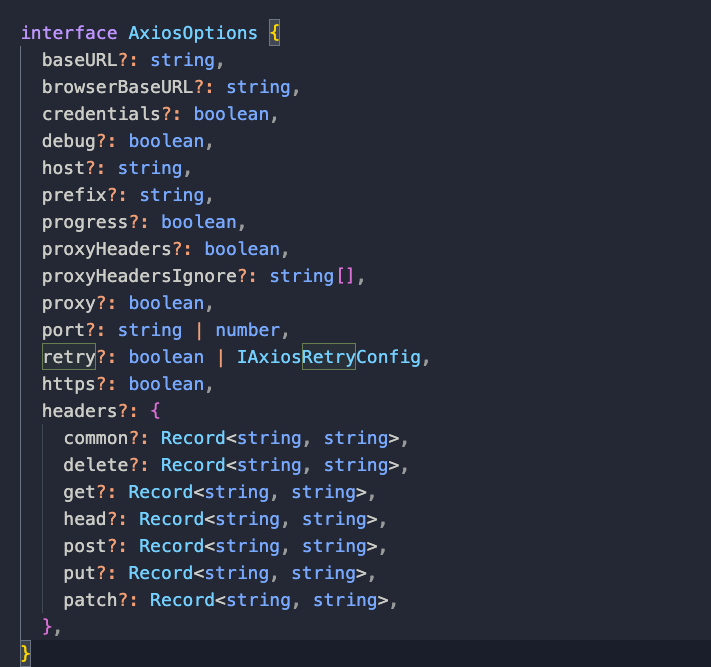 interface AxiosOptions {
  baseURL?: string,
  browserBaseURL?: string,
  credentials?: boolean,
  debug?: boolean,
  host?: string,
  prefix?: string,
  progress?: boolean,
  proxyHeaders?: boolean,
  proxyHeadersIgnore?: string[],
  proxy?: boolean,
  port?: string | number,
  retry?: boolean | IAxiosRetryConfig,
  https?: boolean,
  headers?: {
    common?: Record<string, string>,
    delete?: Record<string, string>,
    get?: Record<string, string>,
    head?: Record<string, string>,
    post?: Record<string, string>,
    put?: Record<string, string>,
    patch?: Record<string, string>,
  },
}